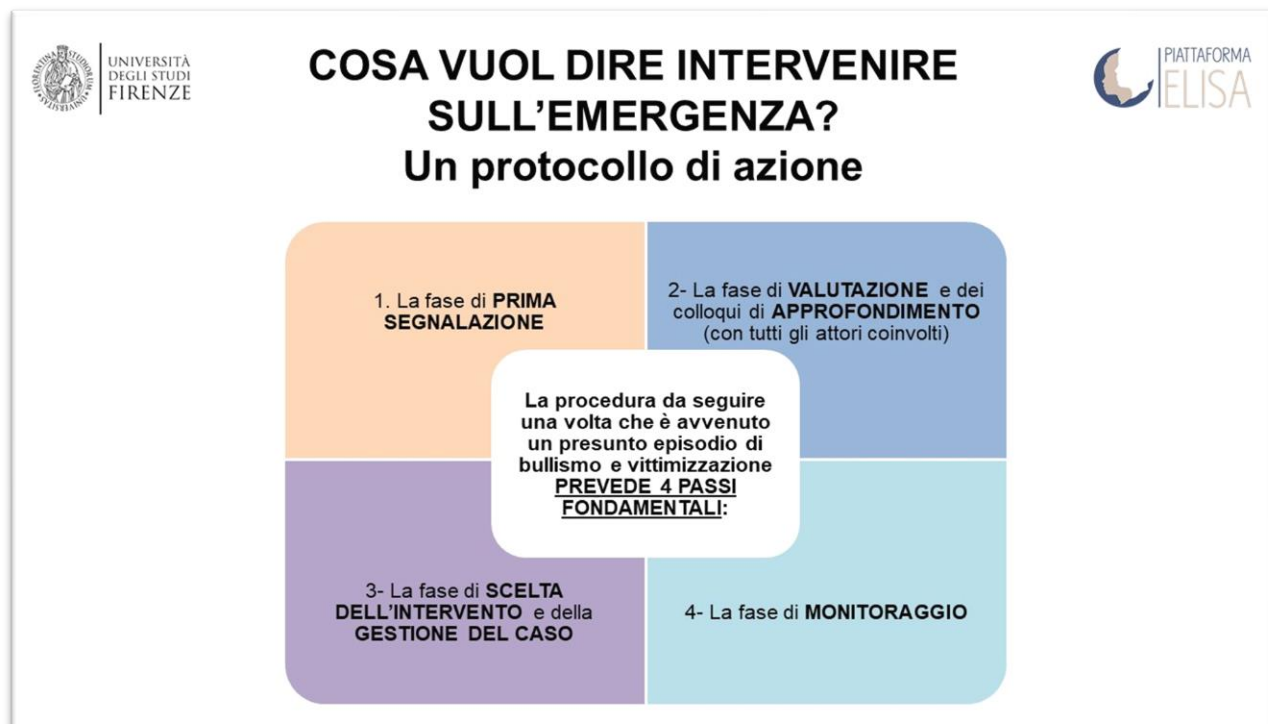 UNIVERSITÀ
DEGLI STUDI
FIRENZE
COSA VUOL DIRE INTERVENIRE
SULL'EMERGENZA?
Un protocollo di azione
PIATTAFORMA
ELISA
1. La fase di PRIMA
SEGNALAZIONE
2- La fase di VALUTAZIONE e dei
colloqui di APPROFONDIMENTO
(con tutti gli attori coinvolti)
La procedura da seguire
una volta che è avvenuto
un presunto episodio di
bullismo e vittimizzazione
PREVEDE 4 PASSI
FONDAMENTALI:
3- La fase di SCELTA
DELL'INTERVENTO e della
GESTIONE DEL CASO
4- La fase di MONITORAGGIO